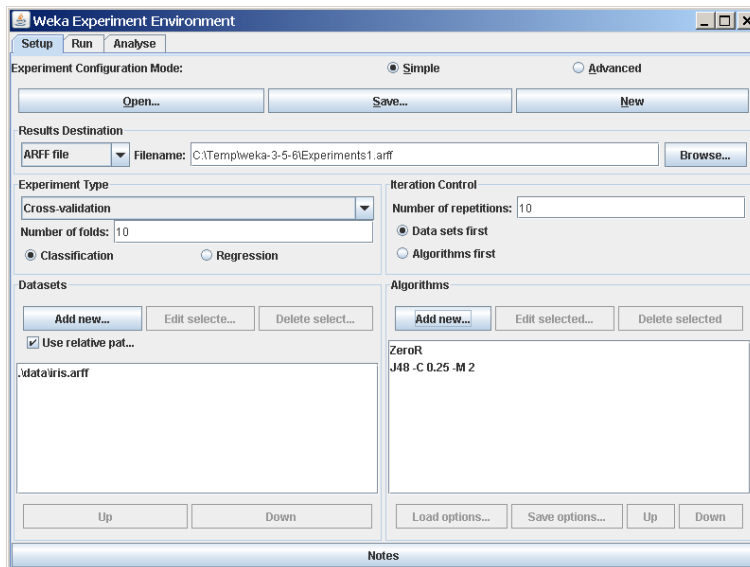 Weka Experiment Environment
Setup Run Analyse
Experiment Configuration Mode: Simple Advanced
Open... Save... New
Results Destination
ARFF file Filename: C:\Temp\weka-3-5-6\Experiments1.arff Browse...
Experiment Type Iteration Control
Cross-validation Number of repetitions: 10
Number of folds: 10 Data sets first
Classification Regression Algorithms first
Datasets Algorithms
Add new... Edit selecte... Delete select... Add new... Edit selected... Delete selected
Use relative pat...
.\data\iris.arff
ZeroR
J48 -C 0.25 -M 2
Up Down Load options... Save options... Up Down
Notes